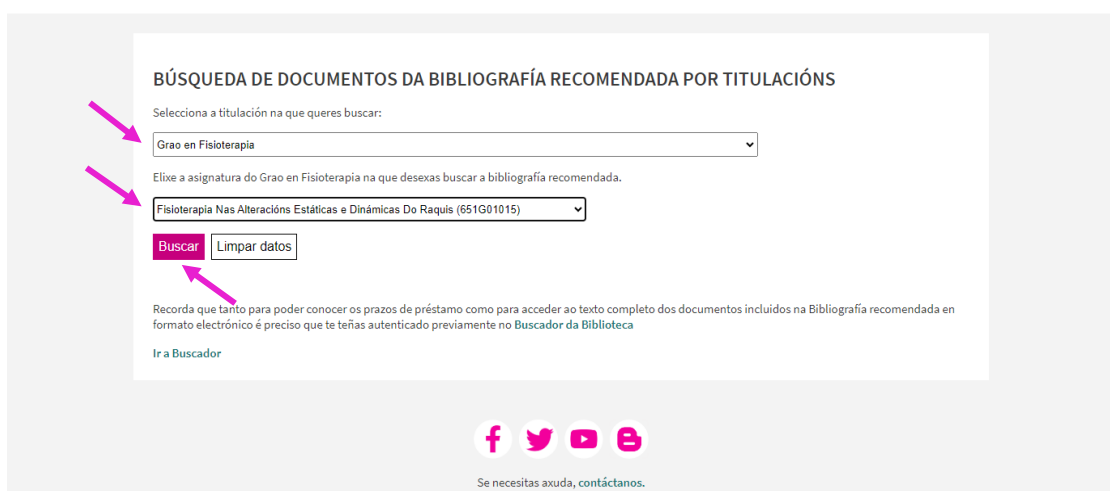 BÚSQUEDA DE DOCUMENTOS DA BIBLIOGRAFÍA RECOMENDADA POR TITULACIÓNS
Selecciona a titulación na que queres buscar:
Grao en Fisioterapia
Elixe a asignatura do Grao en Fisioterapia na que desexas buscar a bibliografía recomendada.
Fisioterapia Nas Alteracións Estáticas e Dinámicas Do Raquis (651G01015)
Buscar Limpar datos
Recorda que tanto para poder conocer os prazos de préstamo como para acceder ao texto completo dos documentos incluidos na Bibliografía recomendada en
formato electrónico é preciso que te teñas autenticado previamente no Buscador da Biblioteca
Ir a Buscador
Se necesitas axuda, contáctanos.